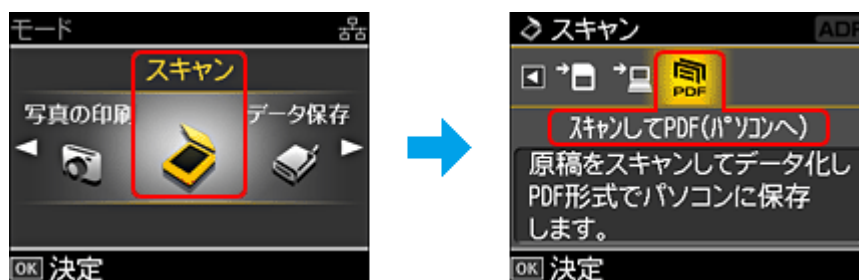 モード
スキャン
写真の印刷
データ保存
OK 決定
スキャン
ADF
PDF
ｽｷｬﾝしてPDF(ﾊﾟｿｺﾝへ)
原稿をスキャンしてデータ化し
PDF形式でパソコンに保存
します。
OK 決定